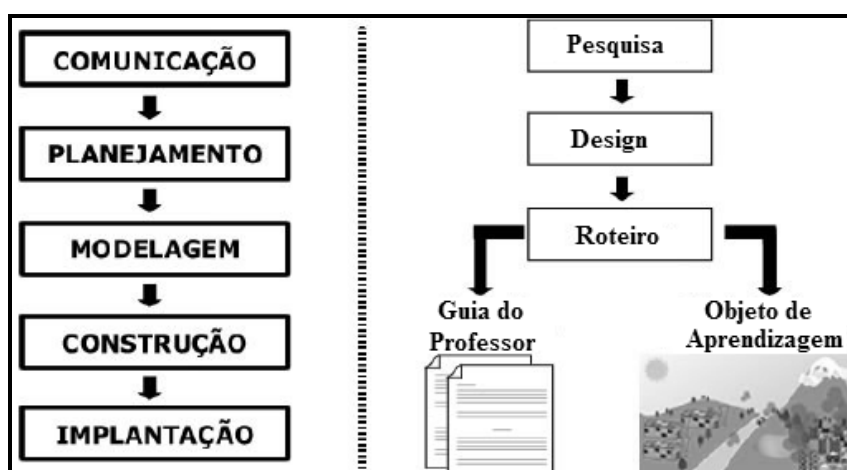 COMUNICAÇÃO
PLANEJAMENTO
MODELAGEM
CONSTRUÇÃO
IMPLANTAÇÃO
Pesquisa
Design
Roteiro
Guia do
Professor
Objeto de
Aprendizagem